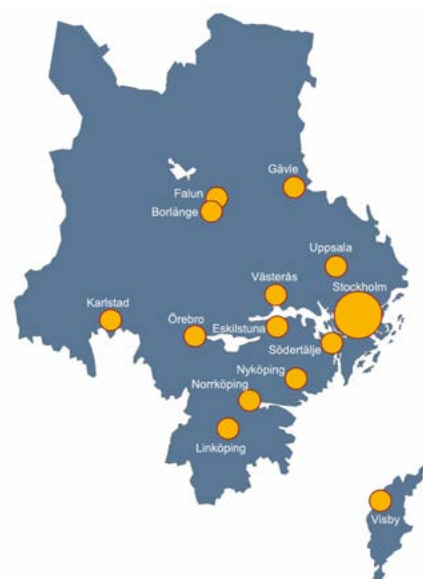 Gävle
Falun
Borlänge
Uppsala
Västerås
Stockholm
Karlstad
Örebro
Eskilstuna
Södertälje
Nyköping
Norrköping
Linköping
Visby